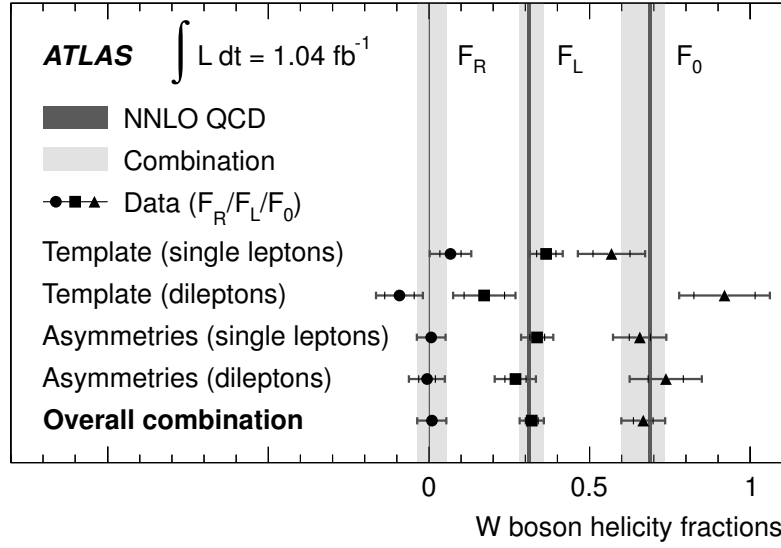 ATLAS ∫ L dt = 1.04 fb⁻¹ F_R F_L F_0
NNLO QCD
Combination
Data (F_R/F_L/F_0)
Template (single leptons)
Template (dileptons)
Asymmetries (single leptons)
Asymmetries (dileptons)
Overall combination
0 0.5 1
W boson helicity fractions